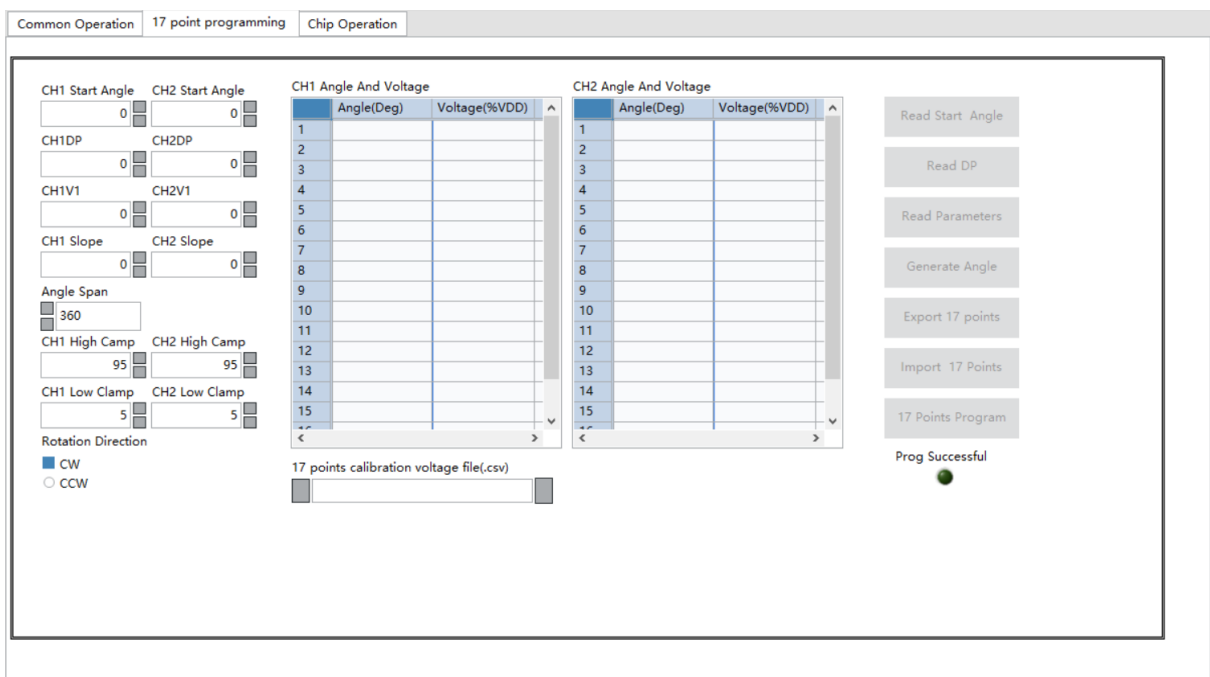 Common Operation 17 point programming Chip Operation
CH1 Start Angle CH2 Start Angle
0 0
CH1DP CH2DP
0 0
CH1V1 CH2V1
0 0
CH1 Slope CH2 Slope
0 0
Angle Span
360
CH1 High Camp CH2 High Camp
95 95
CH1 Low Clamp CH2 Low Clamp
5 5
Rotation Direction
CW
CCW
CH1 Angle And Voltage
Angle(Deg) Voltage(%VDD)
1
2
3
4
5
6
7
8
9
10
11
12
13
14
15
17 points calibration voltage file(.csv)
CH2 Angle And Voltage
Angle(Deg) Voltage(%VDD)
1
2
3
4
5
6
7
8
9
10
11
12
13
14
15
Read Start Angle
Read DP
Read Parameters
Generate Angle
Export 17 points
Import 17 Points
17 Points Program
Prog Successful